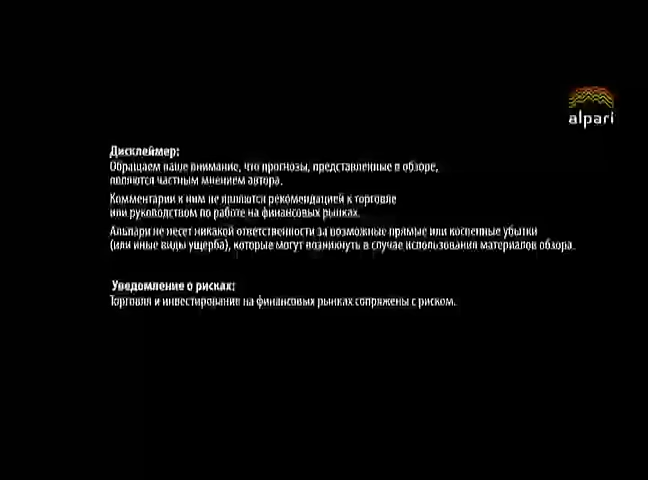 alpari
Дисклеймер:
Обращаем ваше внимание, что прогнозы, представленные в обзоре,
являются частным мнением автора.
Комментарии к ним не являются рекомендацией к торговле
или руководством по работе на финансовых рынках.
Альпари не несет никакой ответственности за возможные прямые или косвенные убытки
(или иные виды ущерба), которые могут возникнуть в случае использования материалов обзора.
Уведомление о рисках:
Торговля и инвестирование на финансовых рынках сопряжены с риском.